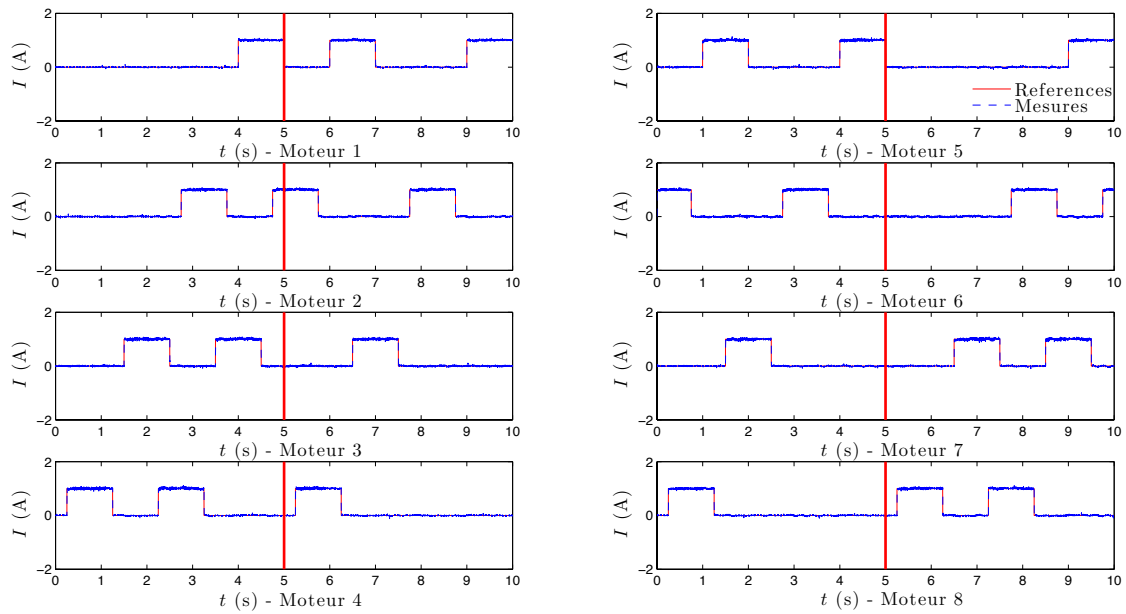 2
0
−2
I (A)
0 1 2 3 4 5 6 7 8 9 10
t (s) - Moteur 1
2
0
−2
I (A)
0 1 2 3 4 5 6 7 8 9 10
t (s) - Moteur 2
2
0
−2
I (A)
0 1 2 3 4 5 6 7 8 9 10
t (s) - Moteur 3
2
0
−2
I (A)
0 1 2 3 4 5 6 7 8 9 10
t (s) - Moteur 4
2
0
−2
I (A)
References
Mesures
0 1 2 3 4 5 6 7 8 9 10
t (s) - Moteur 5
2
0
−2
I (A)
0 1 2 3 4 5 6 7 8 9 10
t (s) - Moteur 6
2
0
−2
I (A)
0 1 2 3 4 5 6 7 8 9 10
t (s) - Moteur 7
2
0
−2
I (A)
0 1 2 3 4 5 6 7 8 9 10
t (s) - Moteur 8